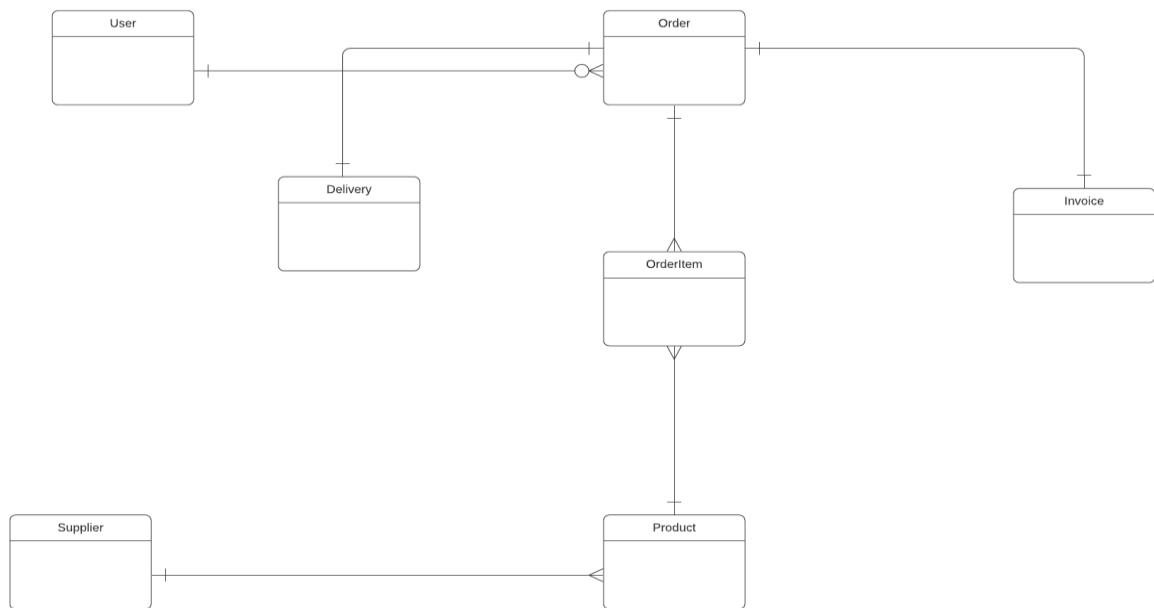 User
Order
Delivery
Invoice
OrderItem
Supplier
Product